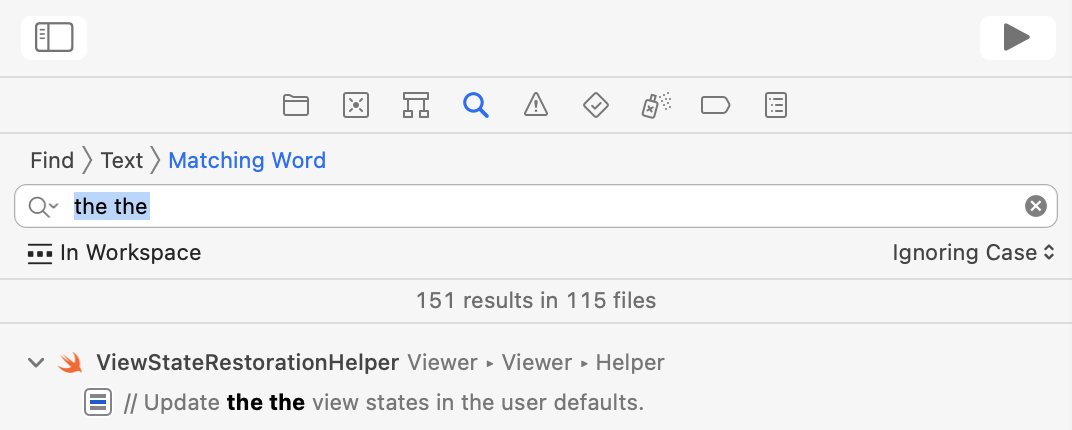 Find 〉 Text 〉 Matching Word
the the
In Workspace Ignoring Case
151 results in 115 files
ViewStateRestorationHelper Viewer ▸ Viewer ▸ Helper
// Update the the view states in the user defaults.